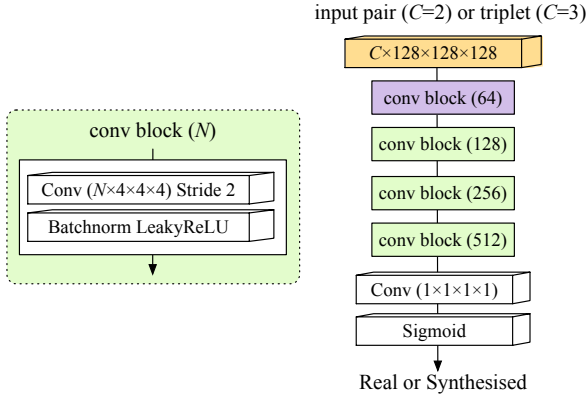 input pair (C=2) or triplet (C=3)
C×128×128×128
conv block (64)
conv block (128)
conv block (256)
conv block (512)
Conv (1×1×1×1)
Sigmoid
Real or Synthesised
conv block (N)
Conv (N×4×4×4) Stride 2
Batchnorm LeakyReLU